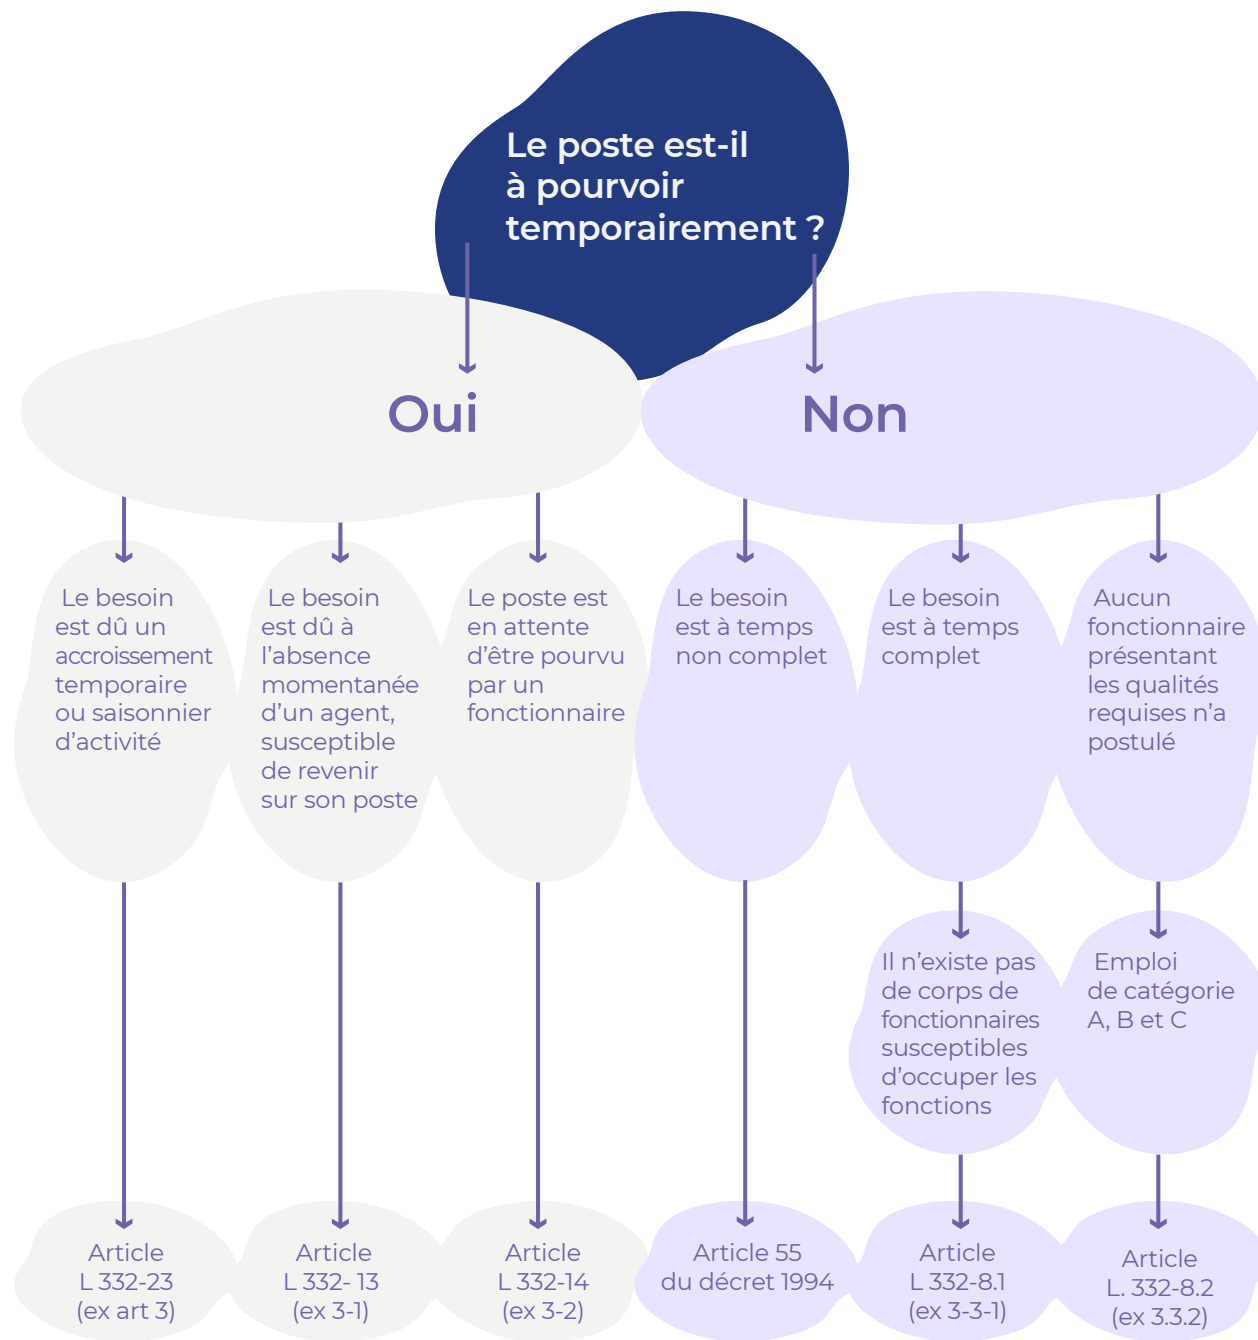 Le poste est-il
à pourvoir
temporairement ?
Oui
Non
Le besoin
est dû un
accroissement
temporaire
ou saisonnier
d’activité
Le besoin
est dû à
l’absence
momentanée
d’un agent,
susceptible
de revenir
sur son poste
Le poste est
en attente
d’être pourvu
par un
fonctionnaire
Le besoin
est à temps
non complet
Le besoin
est à temps
complet
Aucun
fonctionnaire
présentant
les qualités
requises n’a
postulé
Il n’existe pas
de corps de
fonctionnaires
susceptibles
d’occuper les
fonctions
Emploi
de catégorie
A, B et C
Article
L 332-23
(ex art 3)
Article
L 332- 13
(ex 3-1)
Article
L 332-14
(ex 3-2)
Article 55
du décret 1994
Article
L 332-8.1
(ex 3-3-1)
Article
L. 332-8.2
(ex 3.3.2)